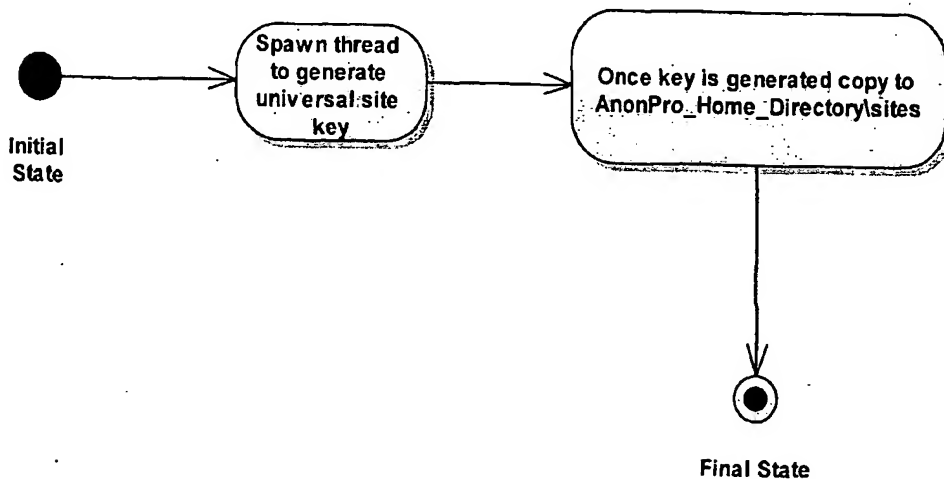 Spawn thread
to generate
universal site
key
Once key is generated copy to
AnonPro_Home_Directory\sites
Initial
State
Final State